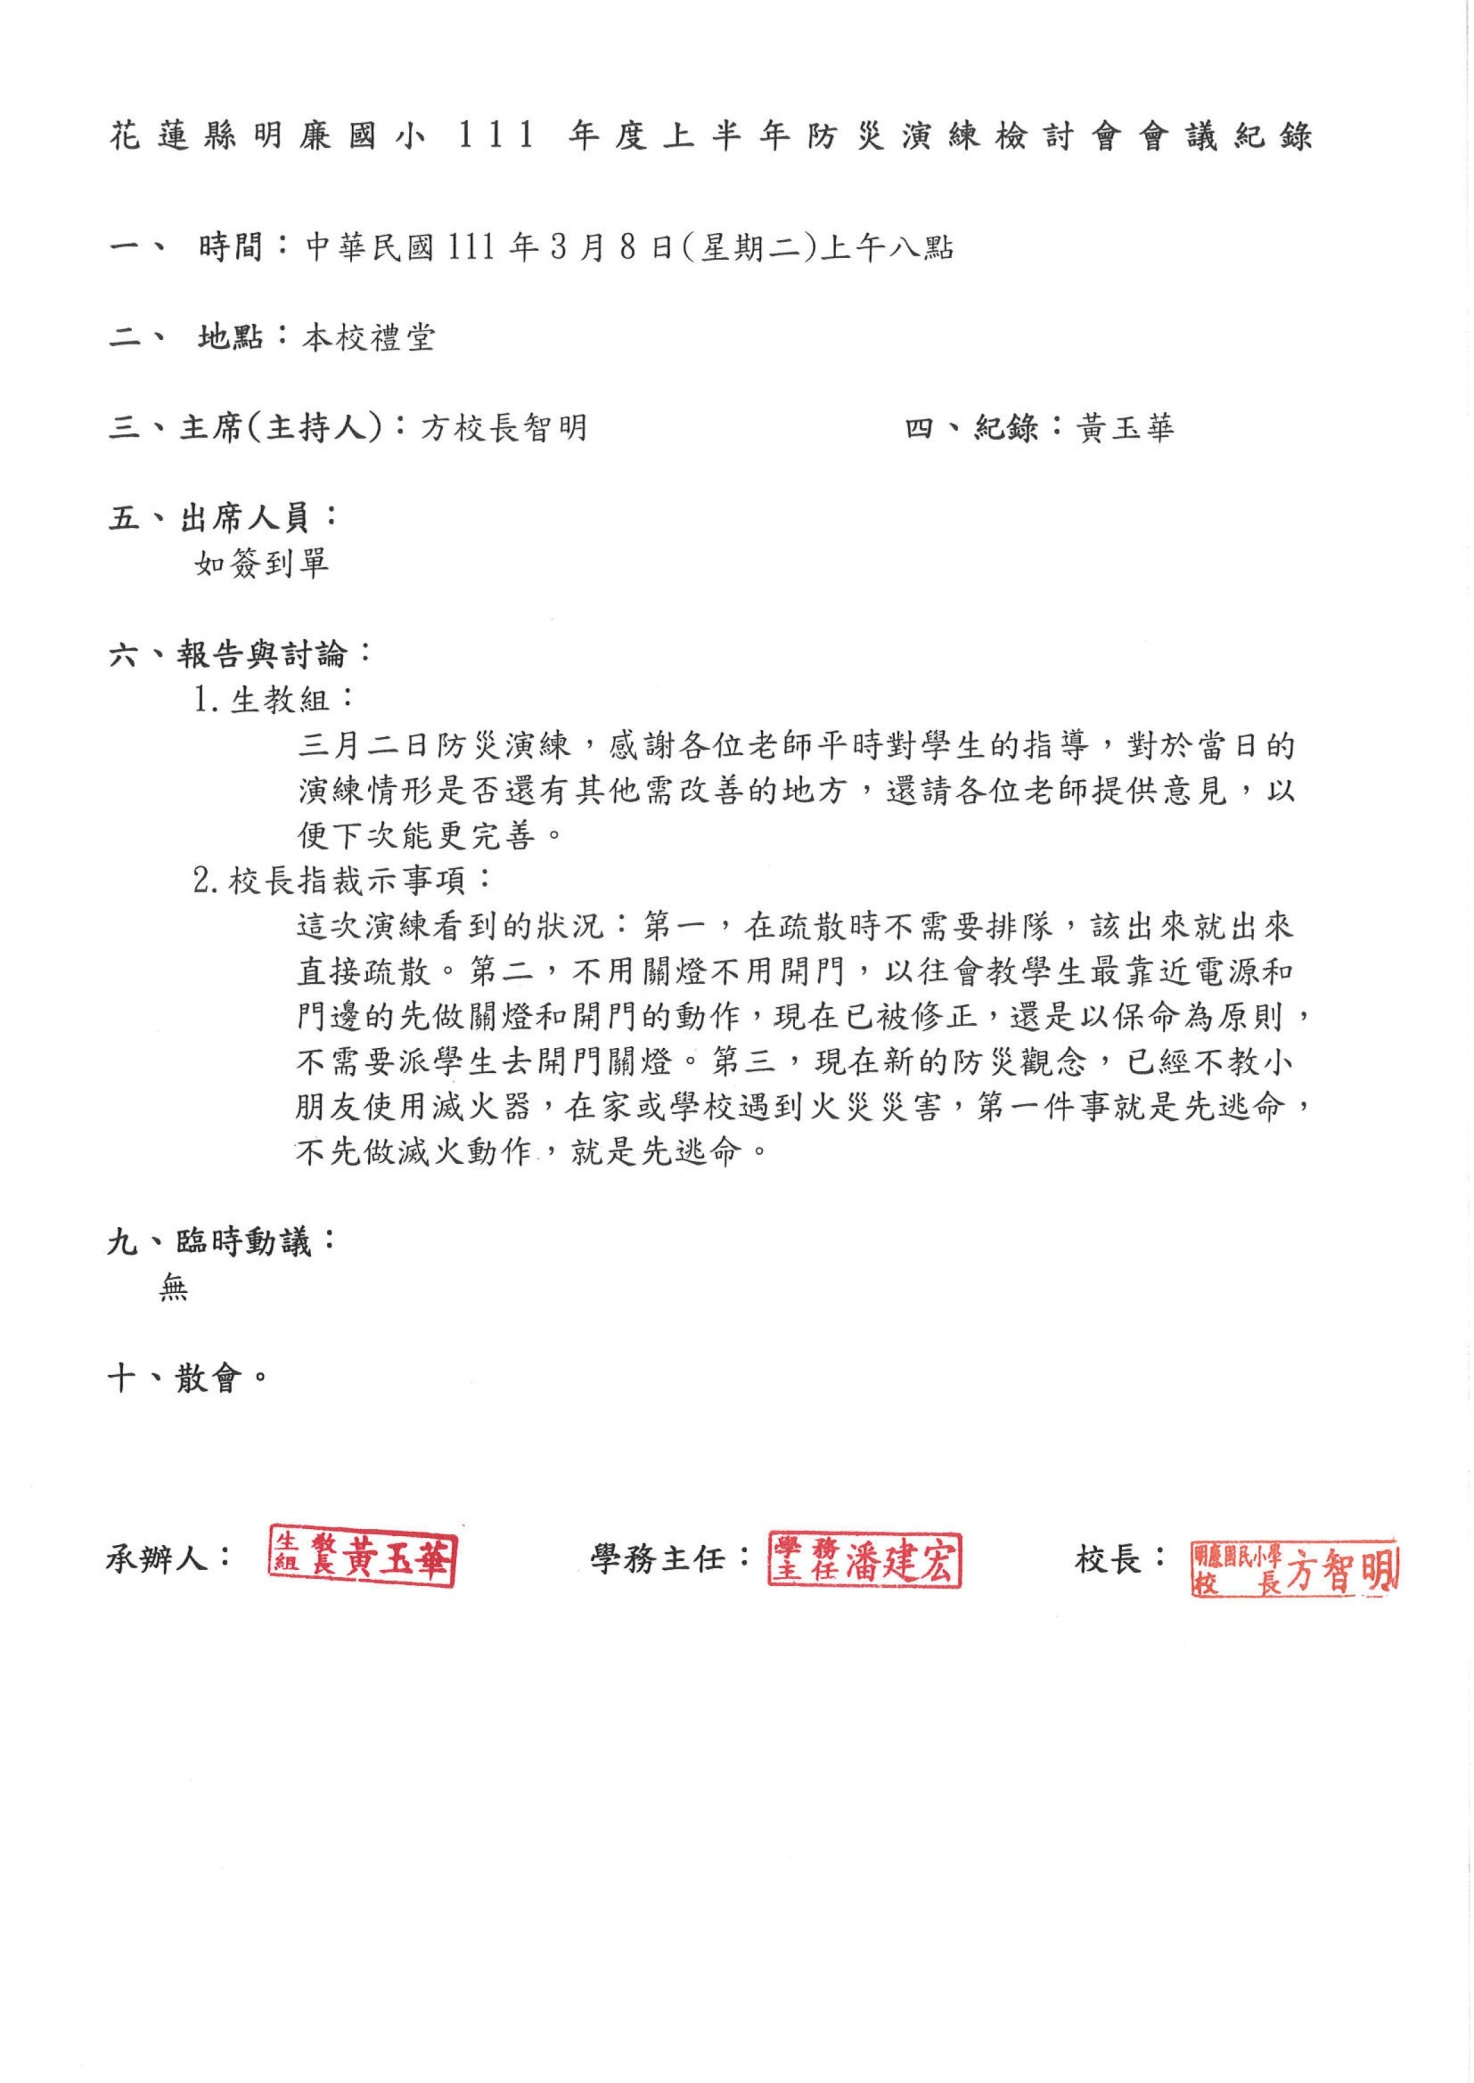 花蓮縣明廉國小 111 年度上半年防災演練檢討會會議紀錄
一、 時間：中華民國 111 年 3 月 8 日(星期二)上午八點
二、 地點：本校禮堂
三、主席(主持人)：方校長智明 四、紀錄：黃玉華
五、出席人員：
如簽到單
六、報告與討論：
1.生教組：
三月二日防災演練，感謝各位老師平時對學生的指導，對於當日的
演練情形是否還有其他需改善的地方，還請各位老師提供意見，以
便下次能更完善。
2.校長指裁示事項：
這次演練看到的狀況：第一，在疏散時不需要排隊，該出來就出來
直接疏散。第二，不用關燈不用開門，以往會教學生最靠近電源和
門邊的先做關燈和開門的動作，現在已被修正，還是以保命為原則，
不需要派學生去開門關燈。第三，現在新的防災觀念，已經不教小
朋友使用滅火器，在家或學校遇到火災災害，第一件事就是先逃命，
不先做滅火動作，就是先逃命。
九、臨時動議：
無
十、散會。
承辦人： 生教組長黃玉華 學務主任： 學務主任潘建宏 校長： 明廉國民小學校長方智明